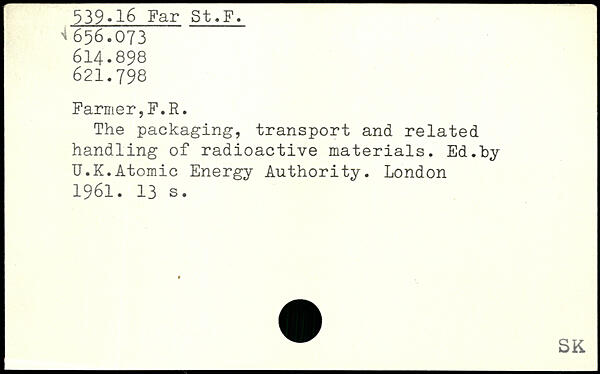 539.16 Far St.F.
656.073
614.898
621.798
Farmer,F.R.
The packaging, transport and related
handling of radioactive materials. Ed.by
U.K.Atomic Energy Authority. London
1961. 13 s.
SK